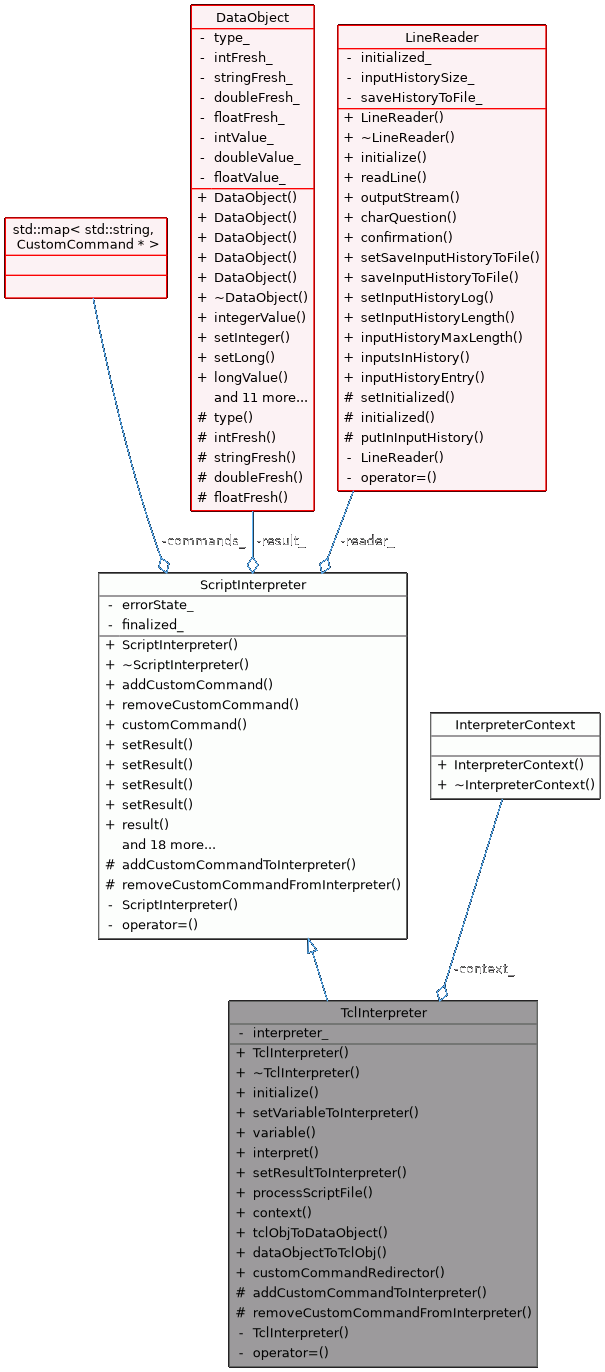 DataObject
- type_
- intFresh_
- stringFresh_
- doubleFresh_
- floatFresh_
- intValue_
- doubleValue_
- floatValue_
+ DataObject()
+ DataObject()
+ DataObject()
+ DataObject()
+ DataObject()
+ ~DataObject()
+ integerValue()
+ setInteger()
+ setLong()
+ longValue()
and 11 more...
# type()
# intFresh()
# stringFresh()
# doubleFresh()
# floatFresh()
LineReader
- initialized_
- inputHistorySize_
- saveHistoryToFile_
+ LineReader()
+ ~LineReader()
+ initialize()
+ readLine()
+ outputStream()
+ charQuestion()
+ confirmation()
+ setSaveInputHistoryToFile()
+ saveInputHistoryToFile()
+ setInputHistoryLog()
+ setInputHistoryLength()
+ inputHistoryMaxLength()
+ inputsInHistory()
+ inputHistoryEntry()
# setInitialized()
# initialized()
# putInInputHistory()
- LineReader()
- operator=()
std::map< std::string,
CustomCommand * >
-commands_
-result_
-reader_
ScriptInterpreter
- errorState_
- finalized_
+ ScriptInterpreter()
+ ~ScriptInterpreter()
+ addCustomCommand()
+ removeCustomCommand()
+ customCommand()
+ setResult()
+ setResult()
+ setResult()
+ setResult()
+ result()
and 18 more...
# addCustomCommandToInterpreter()
# removeCustomCommandFromInterpreter()
- ScriptInterpreter()
- operator=()
InterpreterContext
+ InterpreterContext()
+ ~InterpreterContext()
-context_
TclInterpreter
- interpreter_
+ TclInterpreter()
+ ~TclInterpreter()
+ initialize()
+ setVariableToInterpreter()
+ variable()
+ interpret()
+ setResultToInterpreter()
+ processScriptFile()
+ context()
+ tclObjToDataObject()
+ dataObjectToTclObj()
+ customCommandRedirector()
# addCustomCommandToInterpreter()
# removeCustomCommandFromInterpreter()
- TclInterpreter()
- operator=()